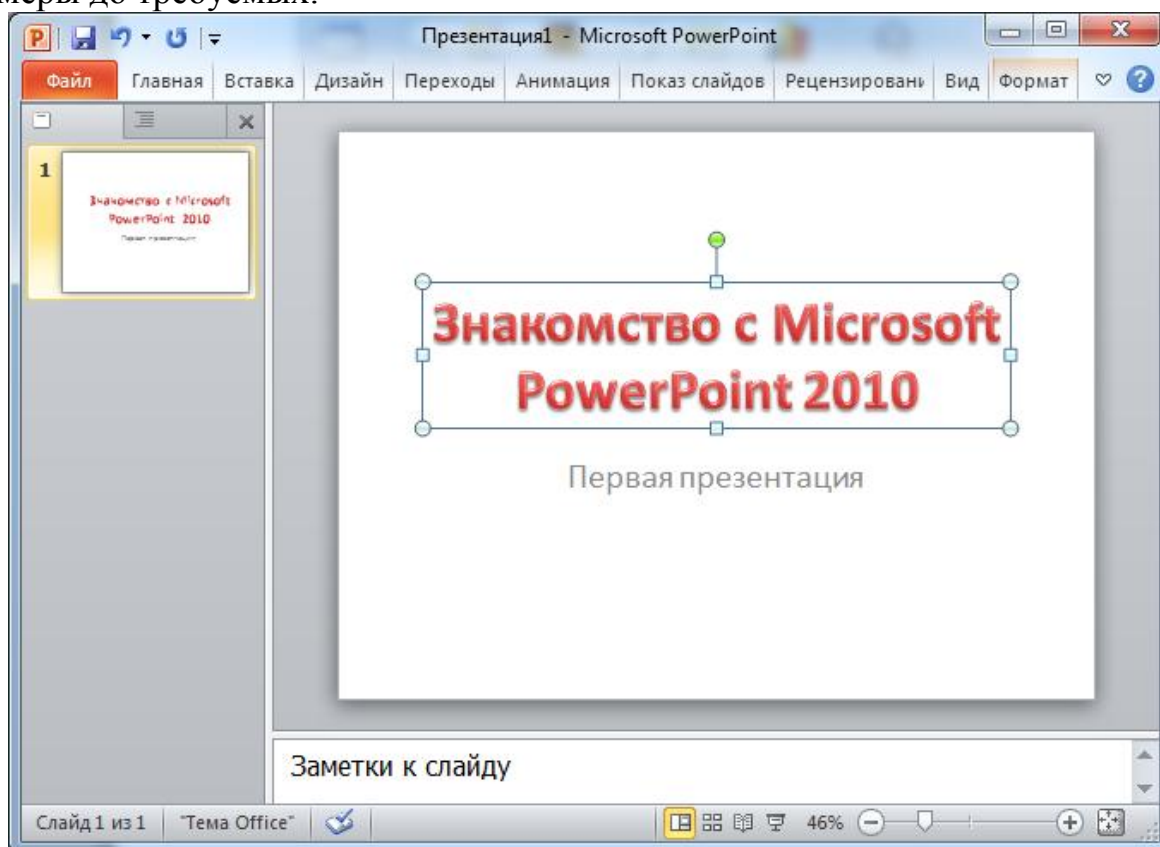 меры до требуемых.
Презентация1 - Microsoft PowerPoint
Файл Главная Вставка Дизайн Переходы Анимация Показ слайдов Рецензировани Вид Формат
1
Знакомство с Microsoft
PowerPoint 2010
Знакомство с Microsoft
PowerPoint 2010
Первая презентация
Заметки к слайду
Слайд 1 из 1 "Тема Office" 46%